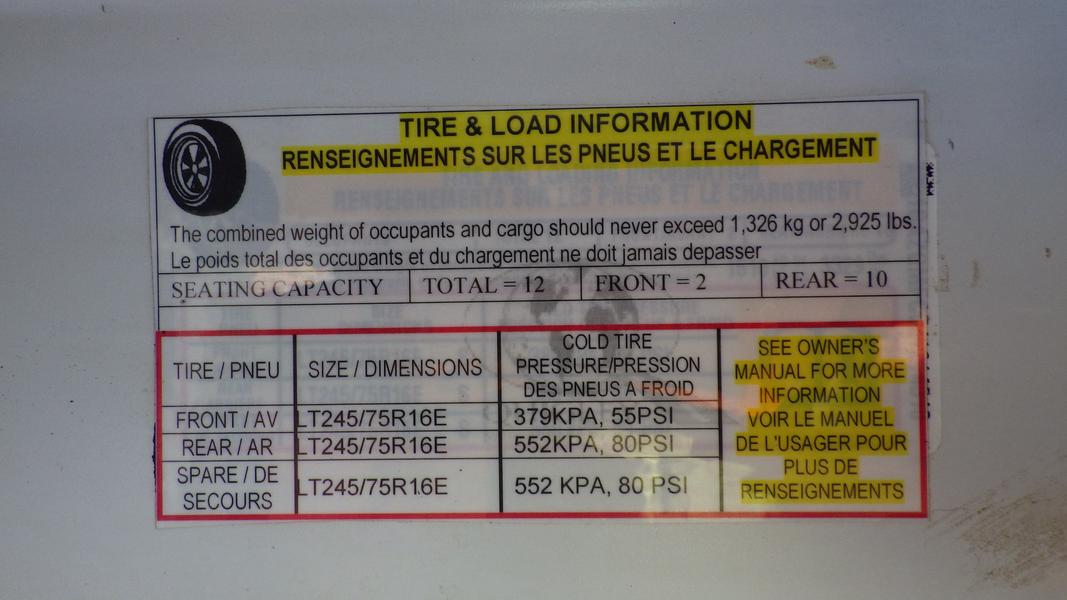 TIRE & LOAD INFORMATION
RENSEIGNEMENTS SUR LES PNEUS ET LE CHARGEMENT
The combined weight of occupants and cargo should never exceed 1,326 kg or 2,925 lbs.
Le poids total des occupants et du chargement ne doit jamais depasser
SEATING CAPACITY TOTAL = 12 FRONT = 2 REAR = 10
TIRE / PNEU
SIZE / DIMENSIONS
COLD TIRE
PRESSURE/PRESSION
DES PNEUS A FROID
FRONT / AV LT245/75R16E 379KPA, 55PSI
REAR / AR LT245/75R16E 552KPA, 80PSI
SPARE / DE
SECOURS
LT245/75R16E 552 KPA, 80 PSI
SEE OWNER'S
MANUAL FOR MORE
INFORMATION
VOIR LE MANUEL
DE L'USAGER POUR
PLUS DE
RENSEIGNEMENTS